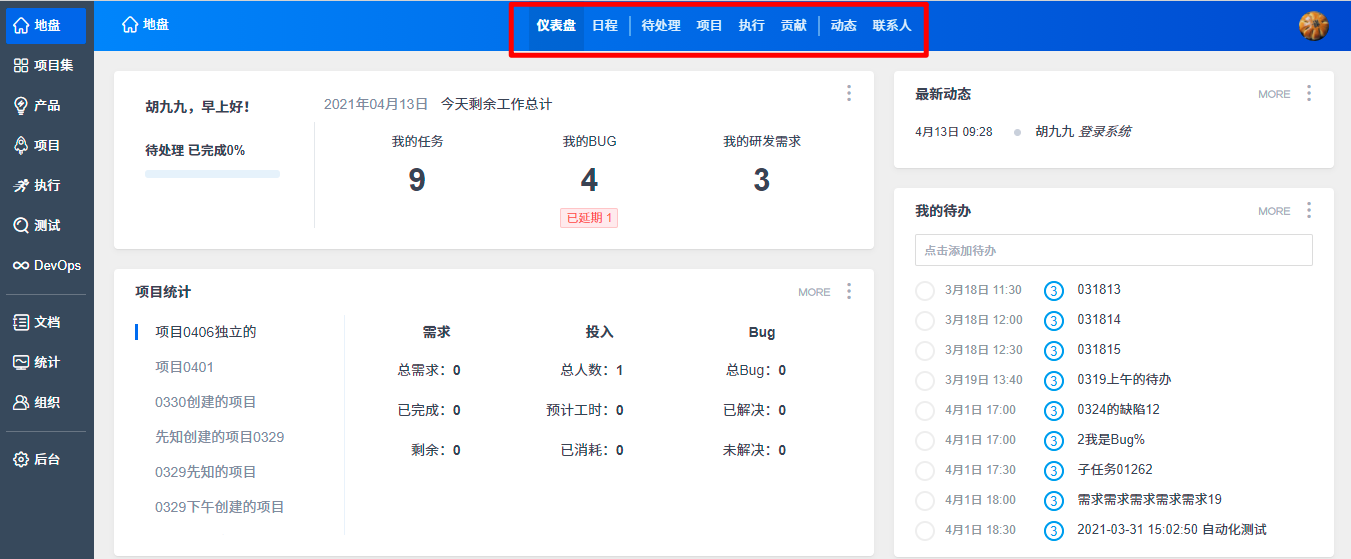 地盘
项目集
产品
项目
执行
测试
DevOps
文档
统计
组织
后台
地盘
仪表盘 日程 待处理 项目 执行 贡献 动态 联系人
胡九九，早上好！
待处理 已完成0%
2021年04月13日 今天剩余工作总计
我的任务 我的BUG 我的研发需求
9 4 3
已延期 1
项目统计 MORE
项目0406独立的
项目0401
0330创建的项目
先知创建的项目0329
0329先知的项目
0329下午创建的项目
需求 投入 Bug
总需求：0 总人数：1 总Bug：0
已完成：0 预计工时：0 已解决：0
剩余：0 已消耗：0 未解决：0
最新动态 MORE
4月13日 09:28 胡九九 登录系统
我的待办 MORE
点击添加待办
3月18日 11:30 3 031813
3月18日 12:00 3 031814
3月18日 12:30 3 031815
3月19日 13:40 3 0319上午的待办
4月1日 17:00 3 0324的缺陷12
4月1日 17:00 3 2我是Bug%
4月1日 17:30 3 子任务01262
4月1日 18:00 3 需求需求需求需求需求19
4月1日 18:30 3 2021-03-31 15:02:50 自动化测试